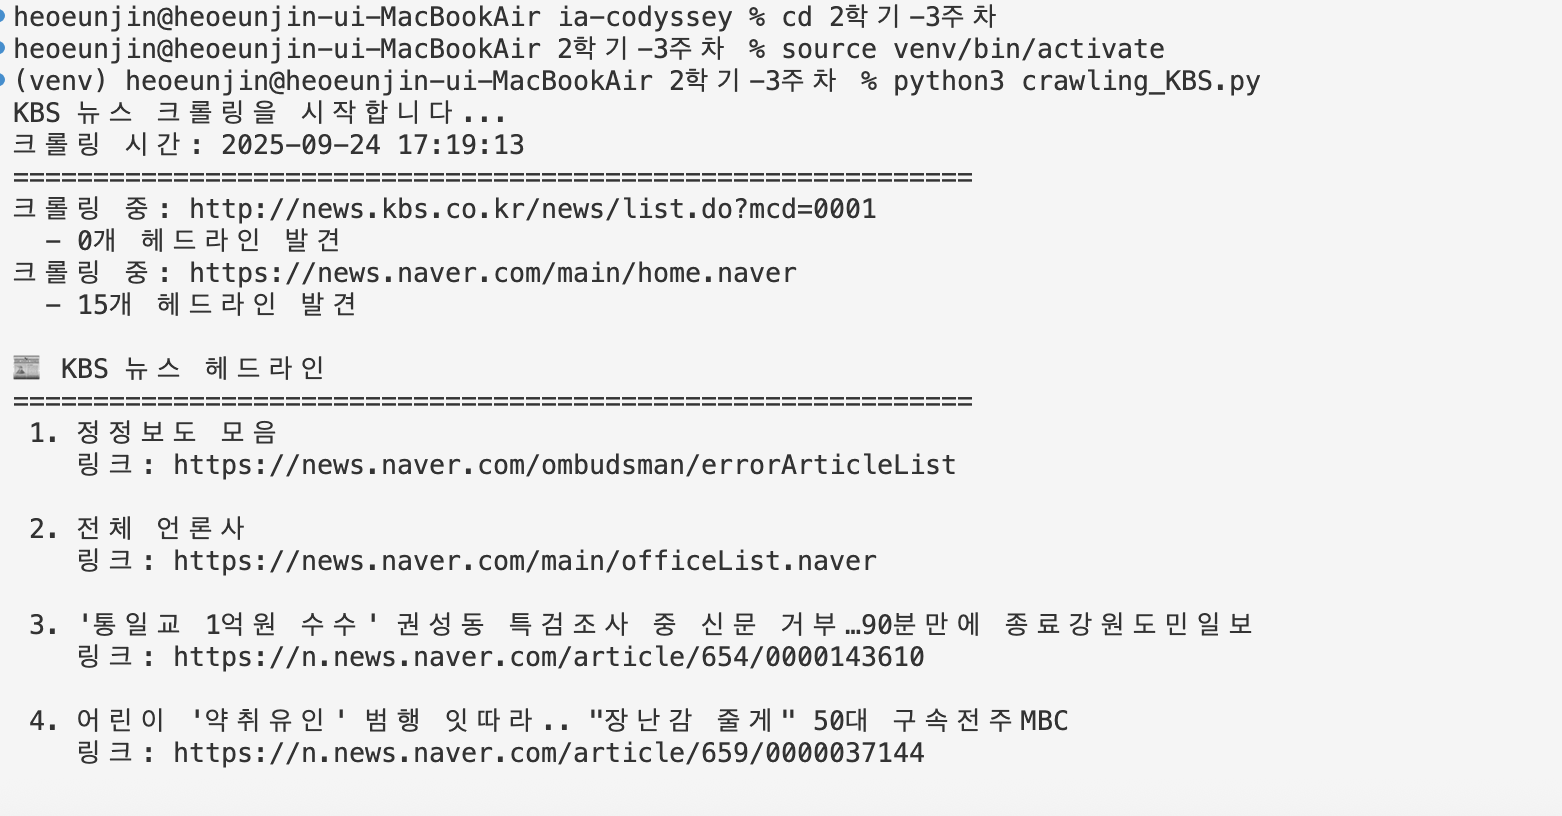 heoeunjin@heoeunjin-ui-MacBookAir ia-codyssey % cd 2학기-3주차
heoeunjin@heoeunjin-ui-MacBookAir 2학기-3주차 % source venv/bin/activate
(venv) heoeunjin@heoeunjin-ui-MacBookAir 2학기-3주차 % python3 crawling_KBS.py
KBS 뉴스 크롤링을 시작합니다...
크롤링 시간: 2025-09-24 17:19:13
============================================================
크롤링 중: http://news.kbs.co.kr/news/list.do?mcd=0001
  - 0개 헤드라인 발견
크롤링 중: https://news.naver.com/main/home.naver
  - 15개 헤드라인 발견
📰 KBS 뉴스 헤드라인
============================================================
 1. 정정보도 모음
    링크: https://news.naver.com/ombudsman/errorArticleList
 2. 전체 언론사
    링크: https://news.naver.com/main/officeList.naver
 3. '통일교 1억원 수수' 권성동 특검조사 중 신문 거부…90분만에 종료강원도민일보
    링크: https://n.news.naver.com/article/654/0000143610
 4. 어린이 '약취유인' 범행 잇따라.. "장난감 줄게" 50대 구속전주MBC
    링크: https://n.news.naver.com/article/659/0000037144